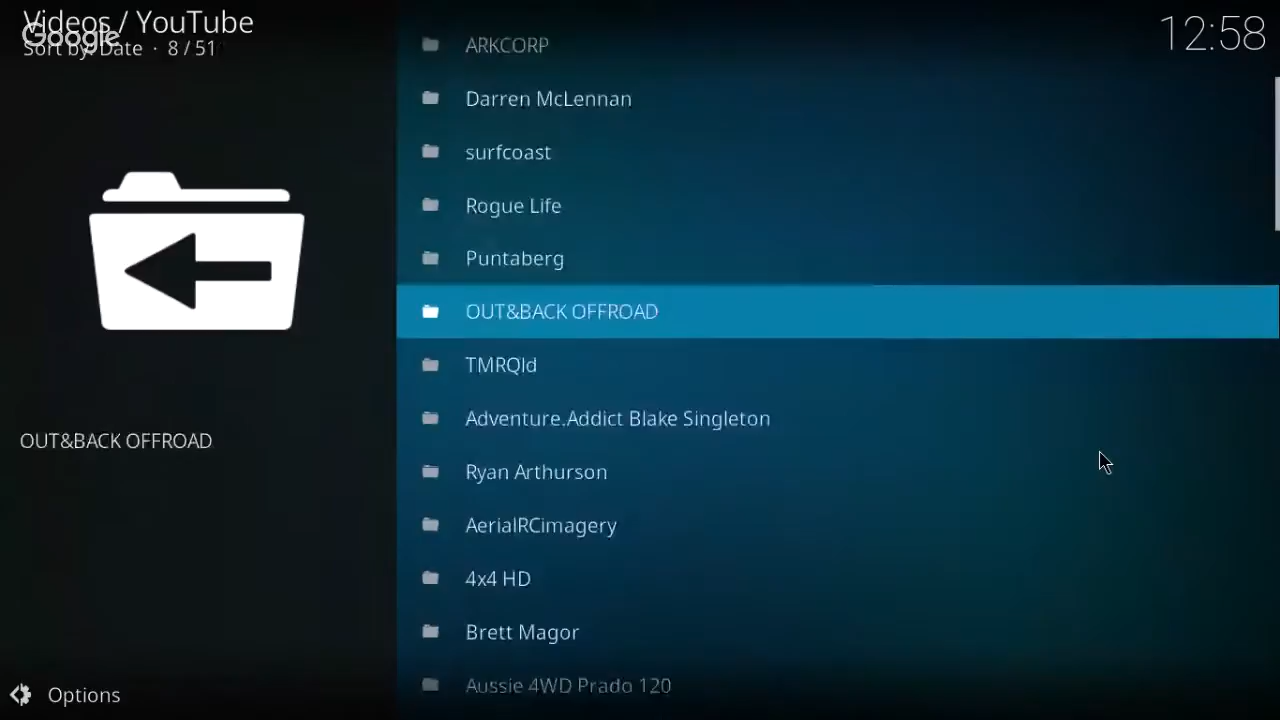 Videos / YouTube
Google
Sort by: Date · 8 / 51
12:58
ARKCORP
Darren McLennan
surfcoast
Rogue Life
Puntaberg
OUT&BACK OFFROAD
TMRQld
Adventure.Addict Blake Singleton
Ryan Arthurson
AerialRCimagery
4x4 HD
Brett Magor
Aussie 4WD Prado 120
OUT&BACK OFFROAD
Options